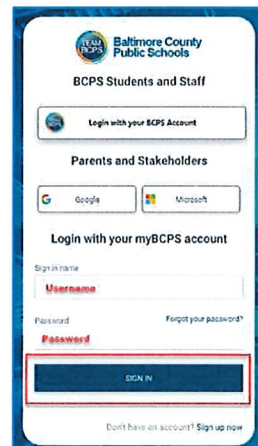 TEAM
BCPS
Baltimore County
Public Schools
BCPS Students and Staff
Login with your BCPS Account
Parents and Stakeholders
Google
Microsoft
Login with your myBCPS account
Sign in name
Username
Password
Forgot your password?
Password
SIGN IN
Don't have an account? Sign up now